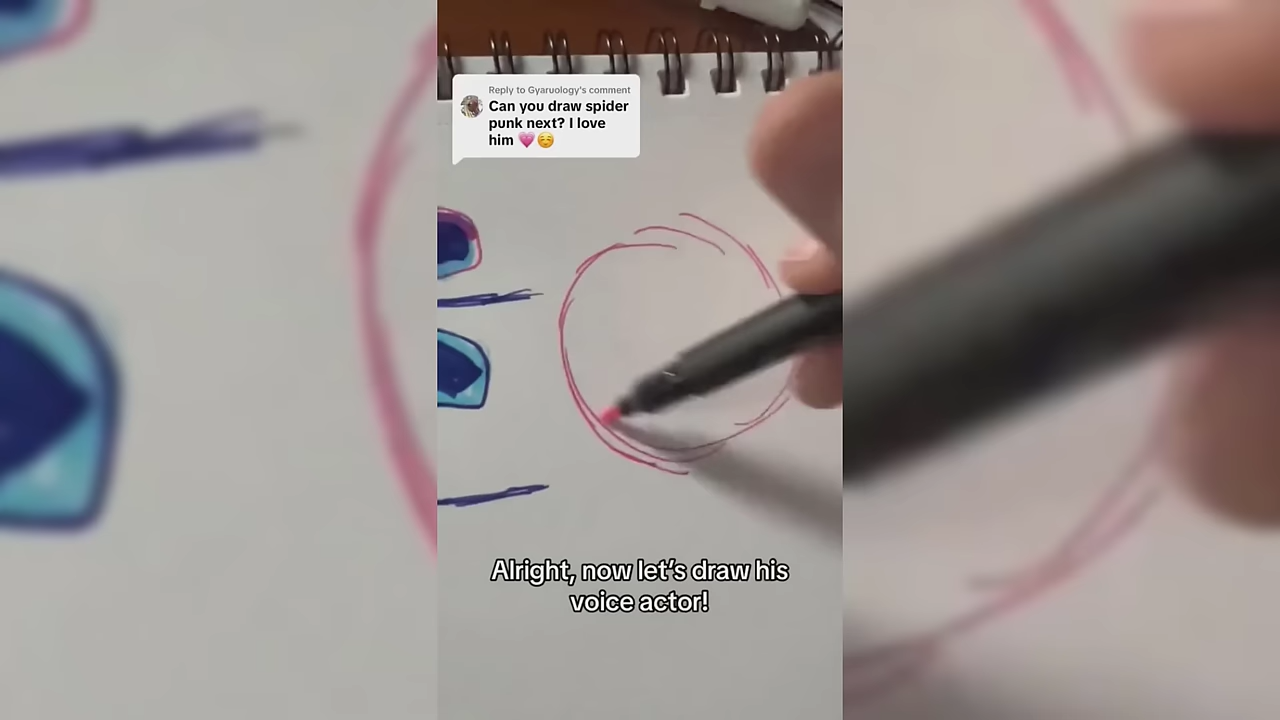 Reply to Gyaruology's comment
Can you draw spider
punk next? I love
him 💗☺️
Alright, now let's draw his
voice actor!